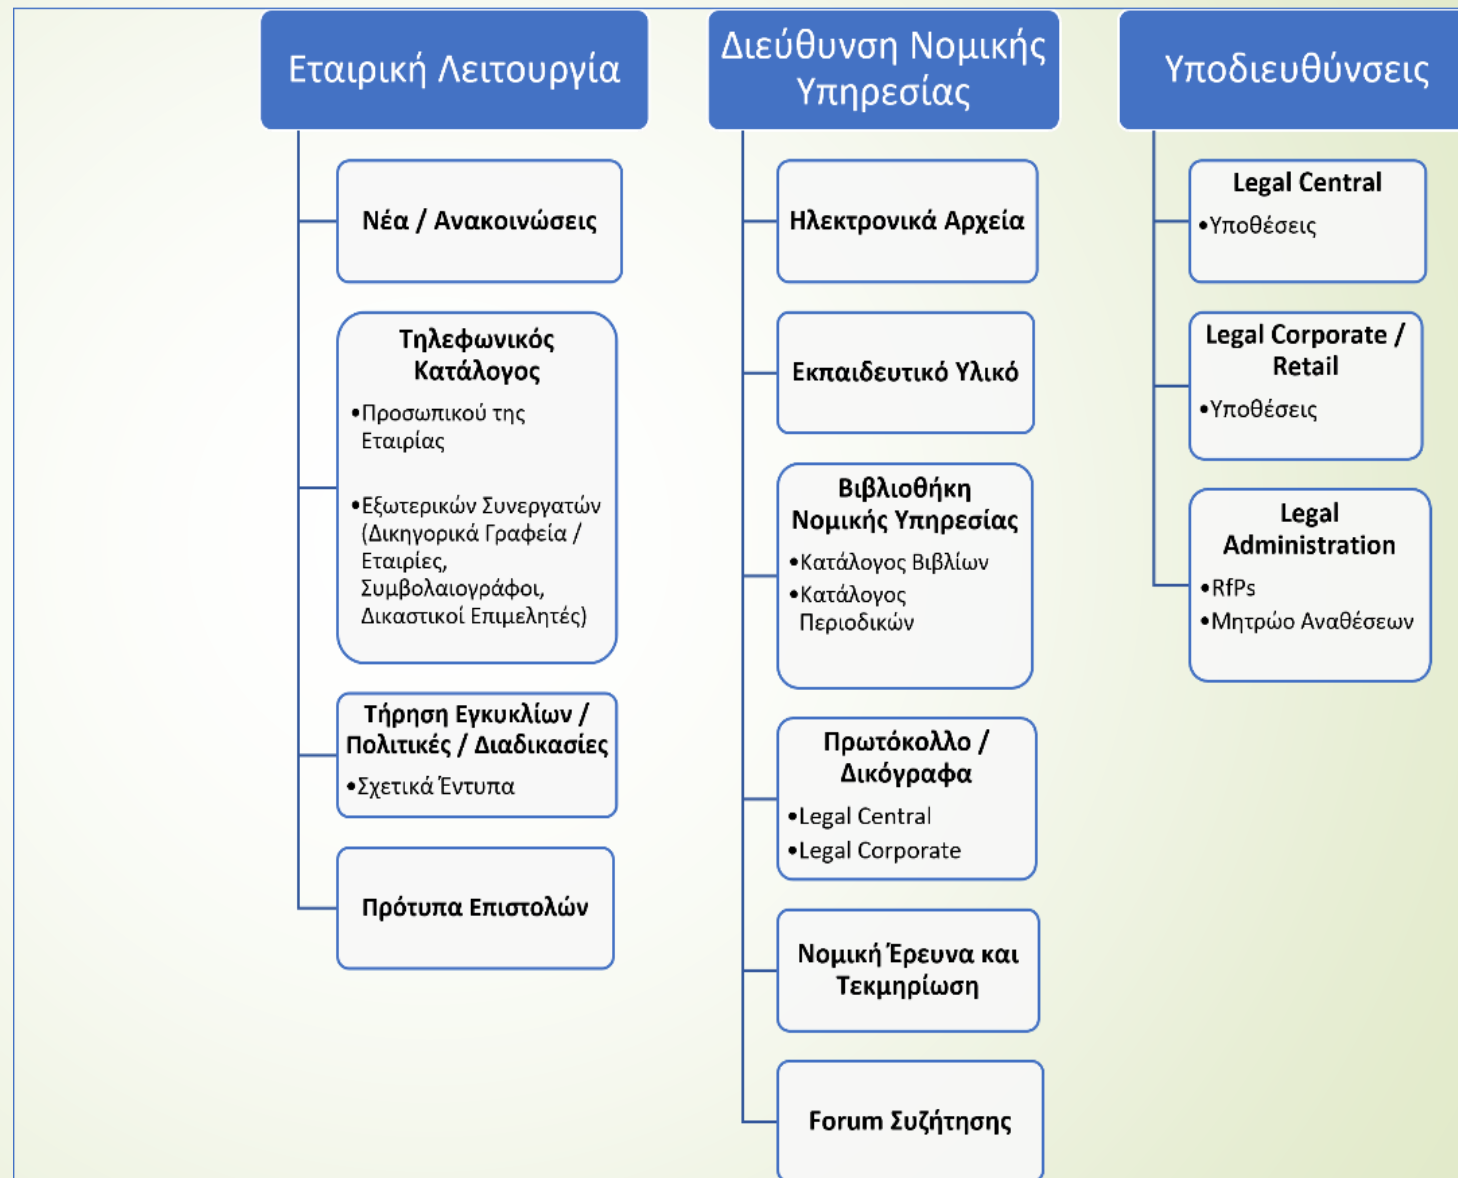 Εταιρική Λειτουργία
Νέα / Ανακοινώσεις
Τηλεφωνικός
Κατάλογος
•Προσωπικού της
Εταιρίας
•Εξωτερικών Συνεργατών
(Δικηγορικά Γραφεία /
Εταιρίες,
Συμβολαιογράφοι,
Δικαστικοί Επιμελητές)
Τήρηση Εγκυκλίων /
Πολιτικές / Διαδικασίες
•Σχετικά Έντυπα
Πρότυπα Επιστολών
Διεύθυνση Νομικής
Υπηρεσίας
Ηλεκτρονικά Αρχεία
Εκπαιδευτικό Υλικό
Βιβλιοθήκη
Νομικής Υπηρεσίας
•Κατάλογος Βιβλίων
•Κατάλογος
Περιοδικών
Πρωτόκολλο /
Δικόγραφα
•Legal Central
•Legal Corporate
Νομική Έρευνα και
Τεκμηρίωση
Forum Συζήτησης
Υποδιευθύνσεις
Legal Central
•Υποθέσεις
Legal Corporate /
Retail
•Υποθέσεις
Legal
Administration
•RfPs
•Μητρώο Αναθέσεων